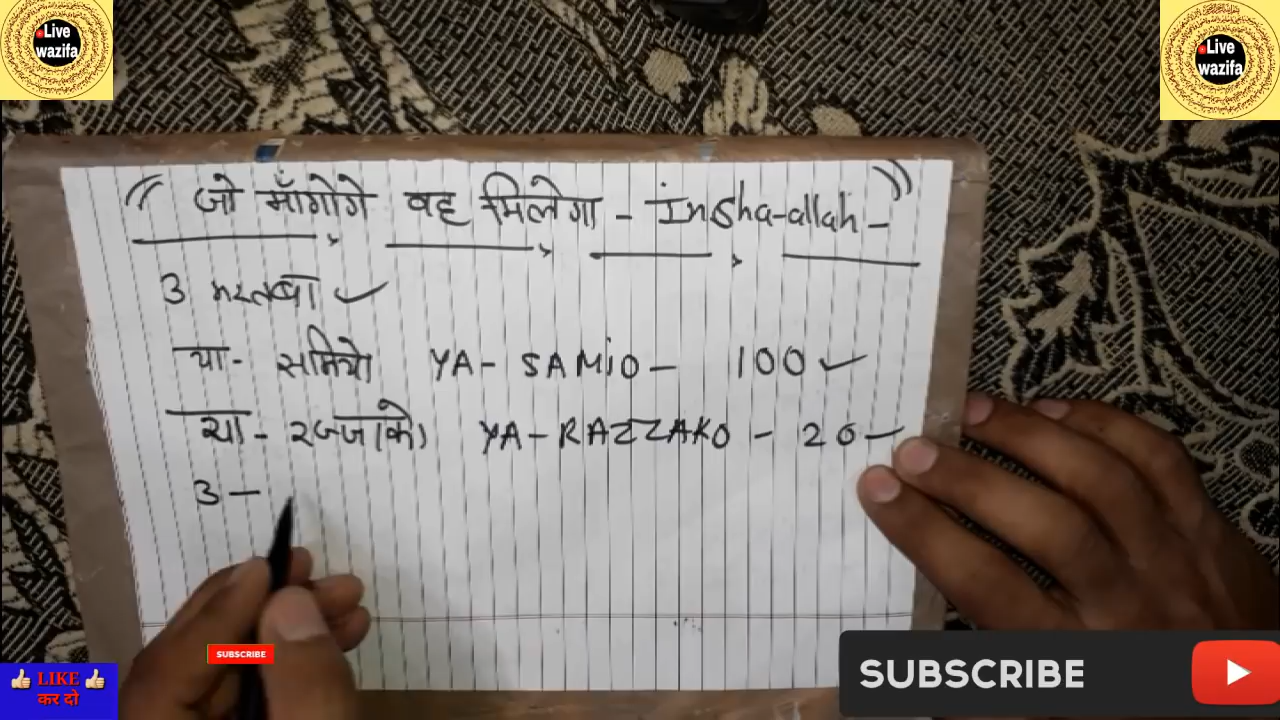 Live
wazifa
Live
wazifa
(( जो माँगोगे वह मिलेगा - Insha-allah- ))
3 मरतबा ✓
या- समियो YA- SAMiO - 100 ✓
या - रज्जाको YA-RAZZAKO - 20 -
3 -
SUBSCRIBE
SUBSCRIBE
👍 LIKE 👍
कर दो